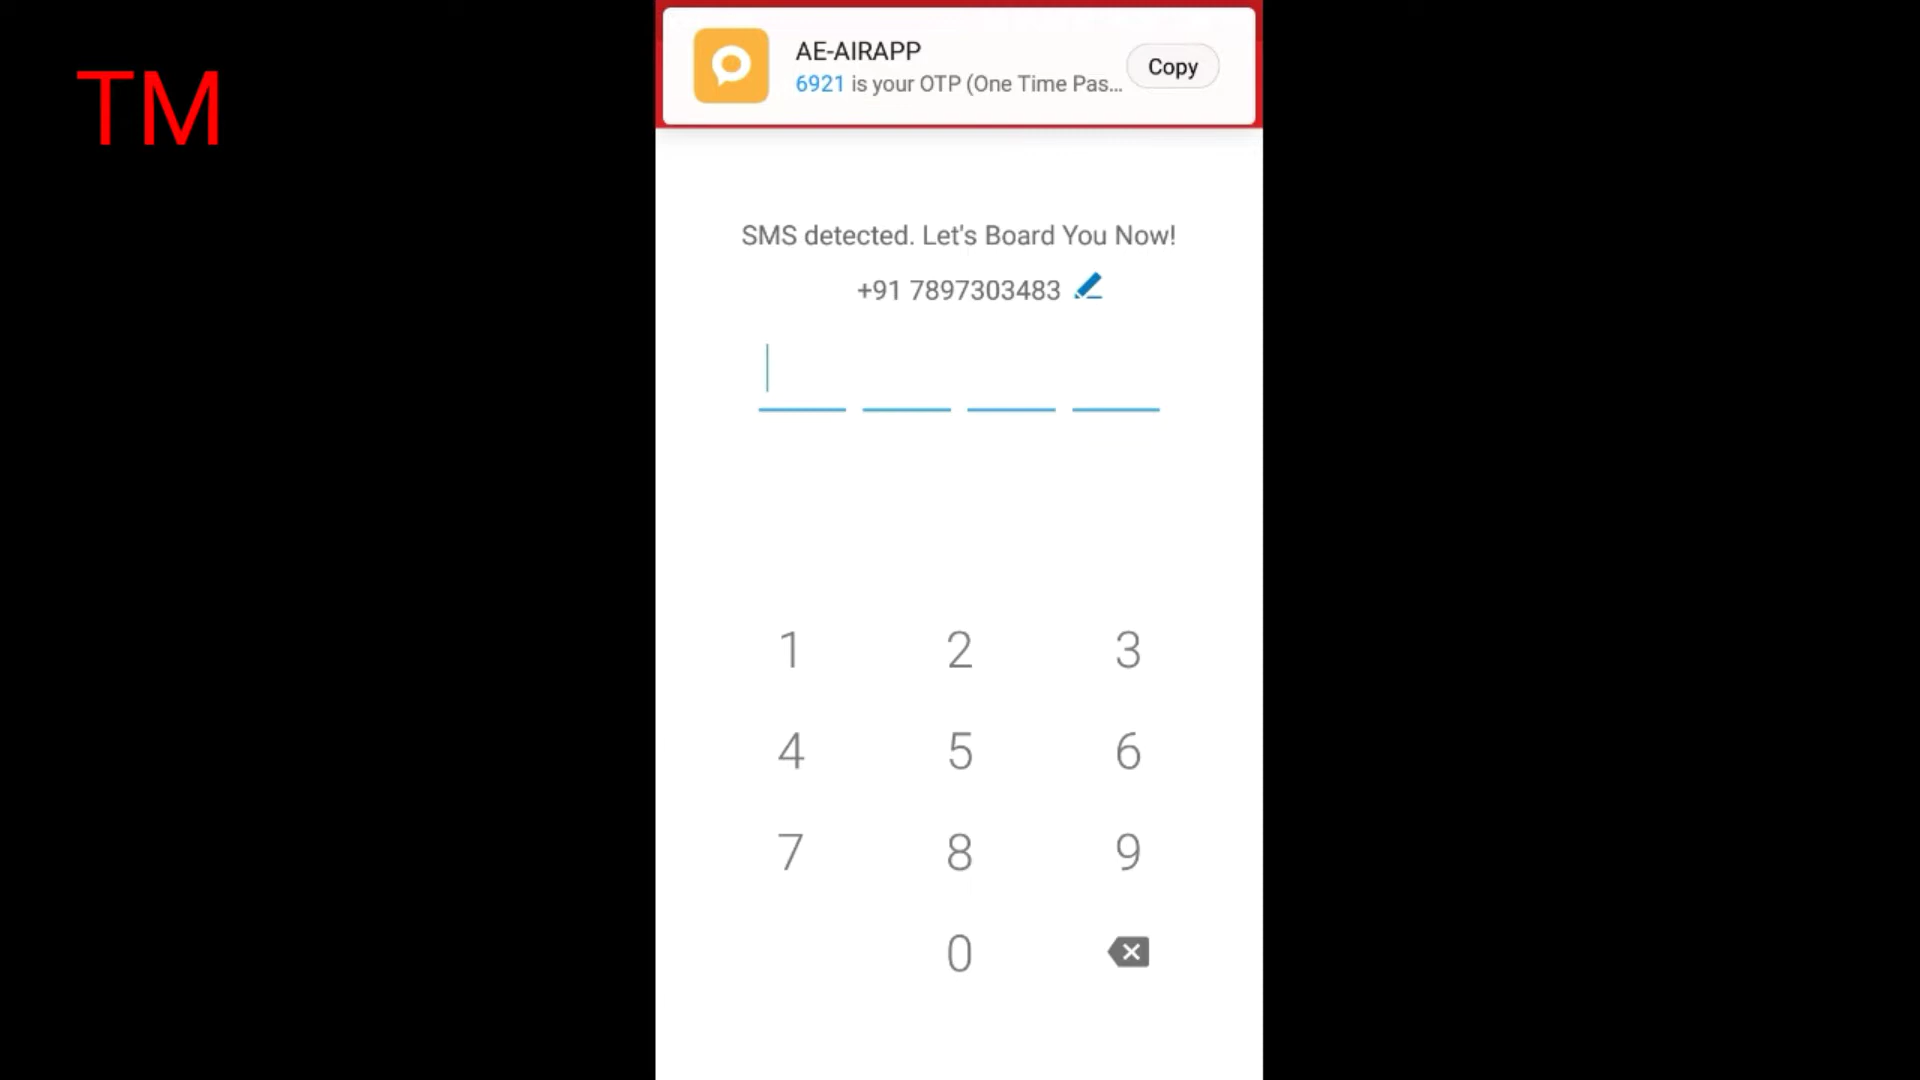 TM
AE-AIRAPP
6921 is your OTP (One Time Pas...
Copy
SMS detected. Let's Board You Now!
+91 7897303483
1 2 3
4 5 6
7 8 9
0